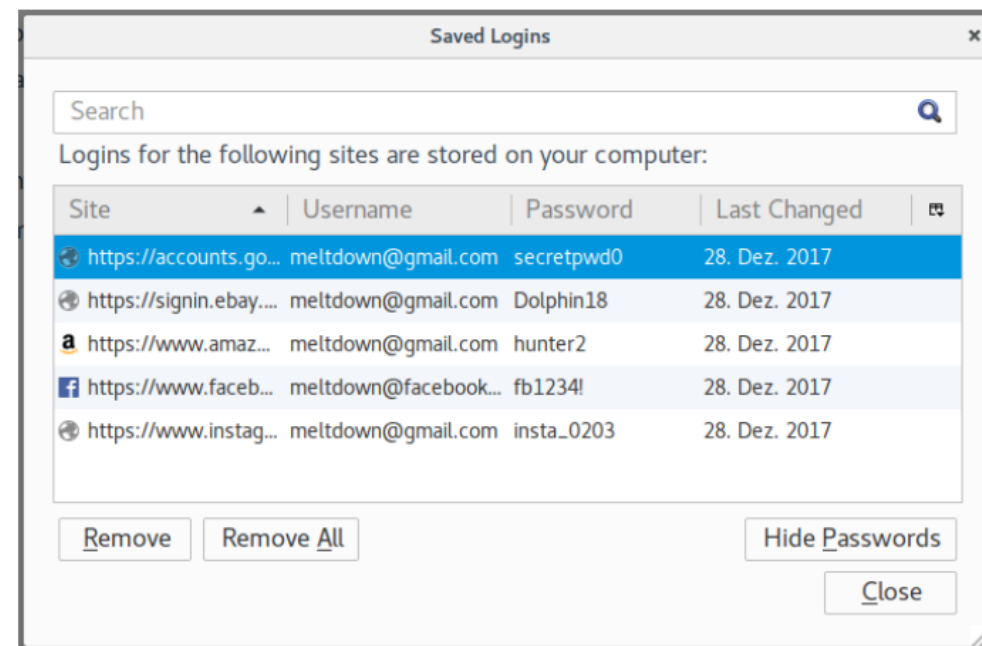 Saved Logins
Search
Logins for the following sites are stored on your computer:
Site Username Password Last Changed
https://accounts.go... meltdown@gmail.com secretpwd0 28. Dez. 2017
https://signin.ebay.... meltdown@gmail.com Dolphin18 28. Dez. 2017
https://www.amaz... meltdown@gmail.com hunter2 28. Dez. 2017
https://www.faceb... meltdown@facebook... fb1234! 28. Dez. 2017
https://www.instag... meltdown@gmail.com insta_0203 28. Dez. 2017
Remove Remove All Hide Passwords
Close